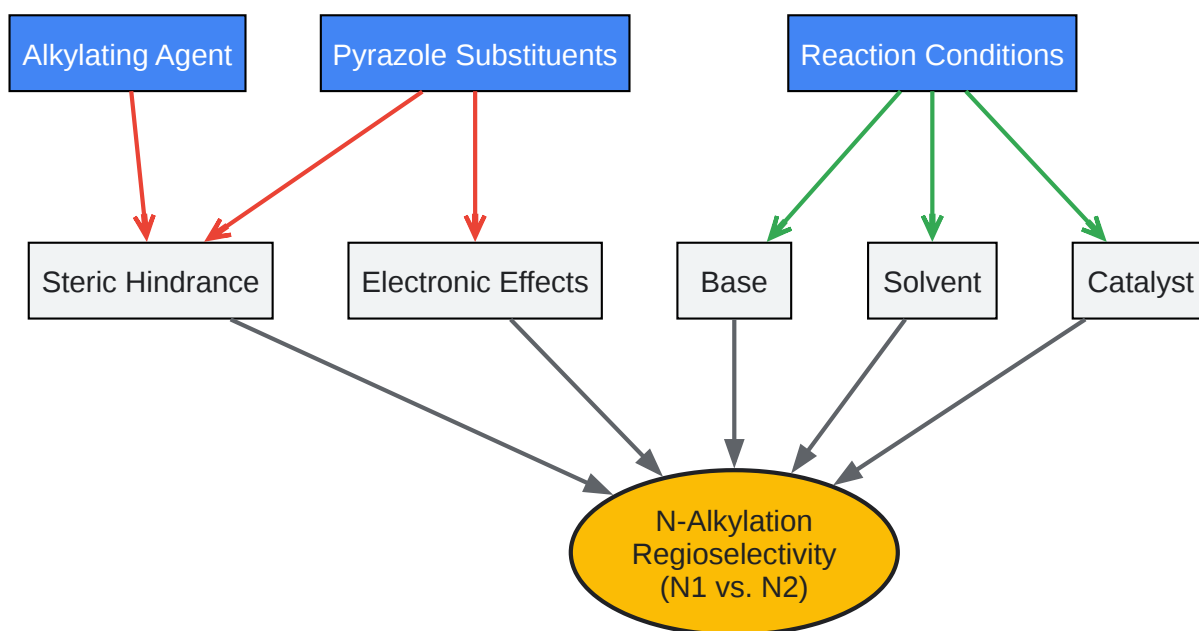 Alkylating Agent
Pyrazole Substituents
Reaction Conditions
Steric Hindrance
Electronic Effects
Base
Solvent
Catalyst
N-Alkylation
Regioselectivity
(N1 vs. N2)